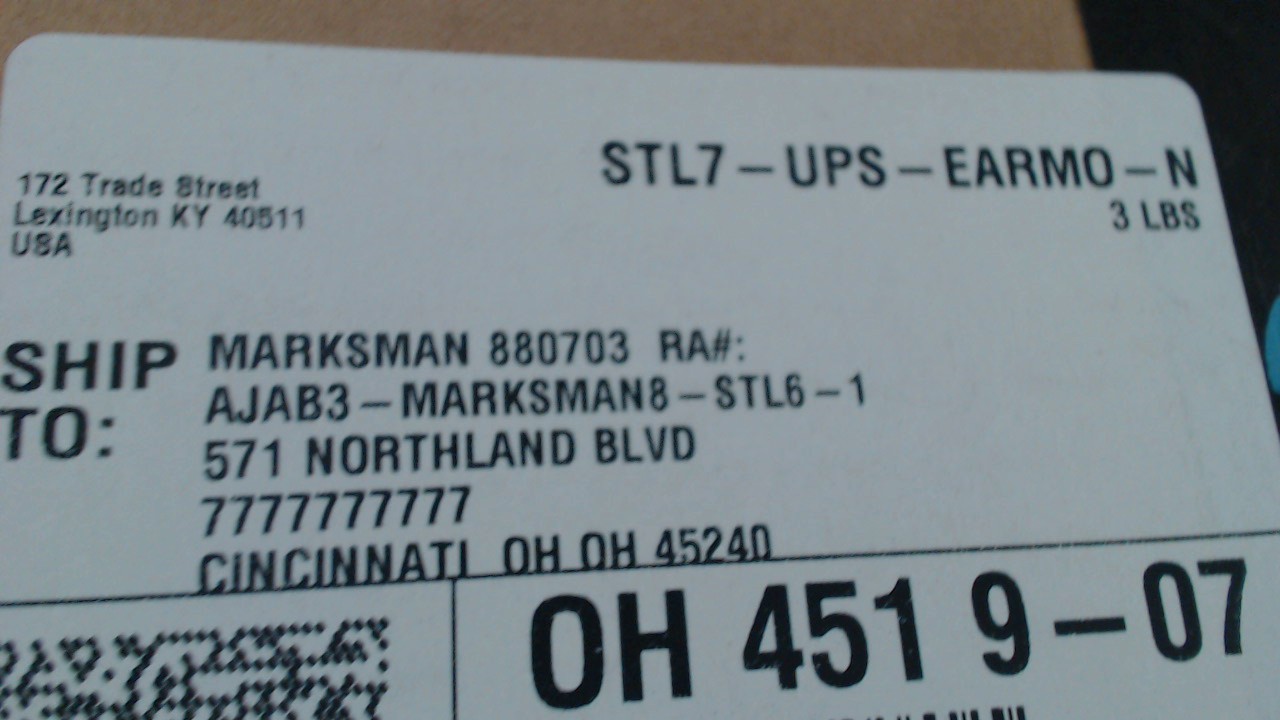 172 Trade Street
Lexington KY 40511
USA
STL7-UPS-EARMO-N
3 LBS
SHIP TO:
MARKSMAN 880703 RA#:
AJAB3-MARKSMAN8-STL6-1
571 NORTHLAND BLVD
7777777777
CINCINNATI OH OH 45240
OH 451 9-07